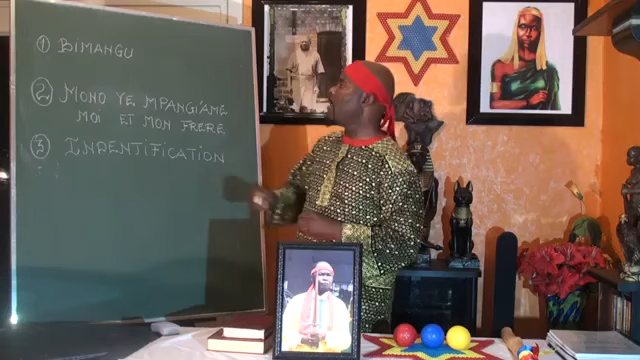 ① BIMANGU
② MONO YE MPANGI'AME
MOI ET MON FRERE
③ INDENTIFICATION